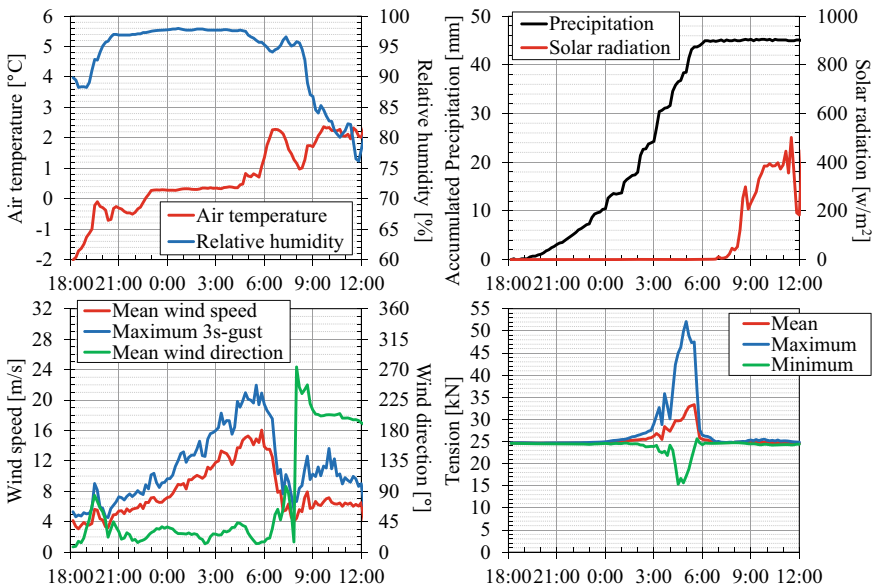 6
5
4
3
2
1
0
-1
-2
Air temperature [°C]
100
95
90
85
80
75
70
65
60
Relative humidity [%]
Air temperature
Relative humidity
18:00 21:00 0:00 3:00 6:00 9:00 12:00
50
40
30
20
10
0
Accumulated Precipitation [mm]
1000
800
600
400
200
0
Solar radiation [w/m²]
Precipitation
Solar radiation
18:00 21:00 0:00 3:00 6:00 9:00 12:00
32
28
24
20
16
12
8
4
0
Wind speed [m/s]
360
315
270
225
180
135
90
45
0
Wind direction [°]
Mean wind speed
Maximum 3s-gust
Mean wind direction
18:00 21:00 0:00 3:00 6:00 9:00 12:00
55
50
45
40
35
30
25
20
15
10
5
0
Tension [kN]
Mean
Maximum
Minimum
18:00 21:00 0:00 3:00 6:00 9:00 12:00